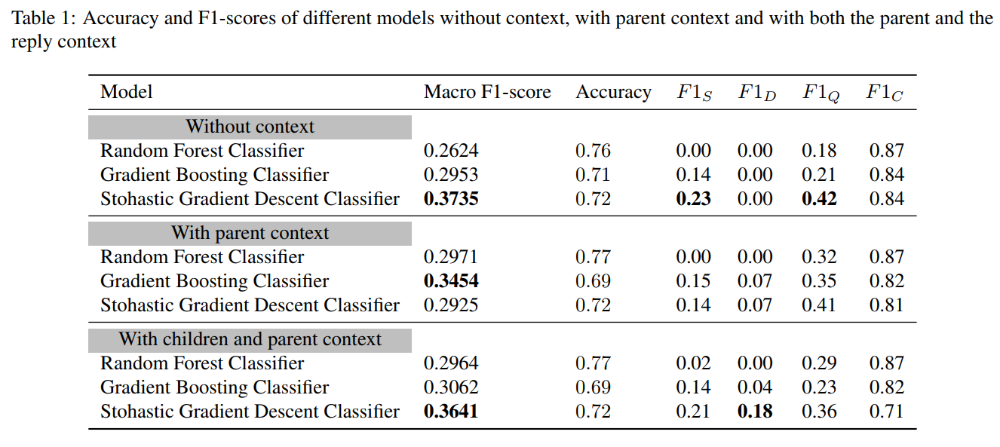 Table 1: Accuracy and F1-scores of different models without context, with parent context and with both the parent and the
reply context
Model Macro F1-score Accuracy F1S F1D F1Q F1C
Without context
Random Forest Classifier 0.2624 0.76 0.00 0.00 0.18 0.87
Gradient Boosting Classifier 0.2953 0.71 0.14 0.00 0.21 0.84
Stohastic Gradient Descent Classifier 0.3735 0.72 0.23 0.00 0.42 0.84
With parent context
Random Forest Classifier 0.2971 0.77 0.00 0.00 0.32 0.87
Gradient Boosting Classifier 0.3454 0.69 0.15 0.07 0.35 0.82
Stohastic Gradient Descent Classifier 0.2925 0.72 0.14 0.07 0.41 0.81
With children and parent context
Random Forest Classifier 0.2964 0.77 0.02 0.00 0.29 0.87
Gradient Boosting Classifier 0.3062 0.69 0.14 0.04 0.23 0.82
Stohastic Gradient Descent Classifier 0.3641 0.72 0.21 0.18 0.36 0.71